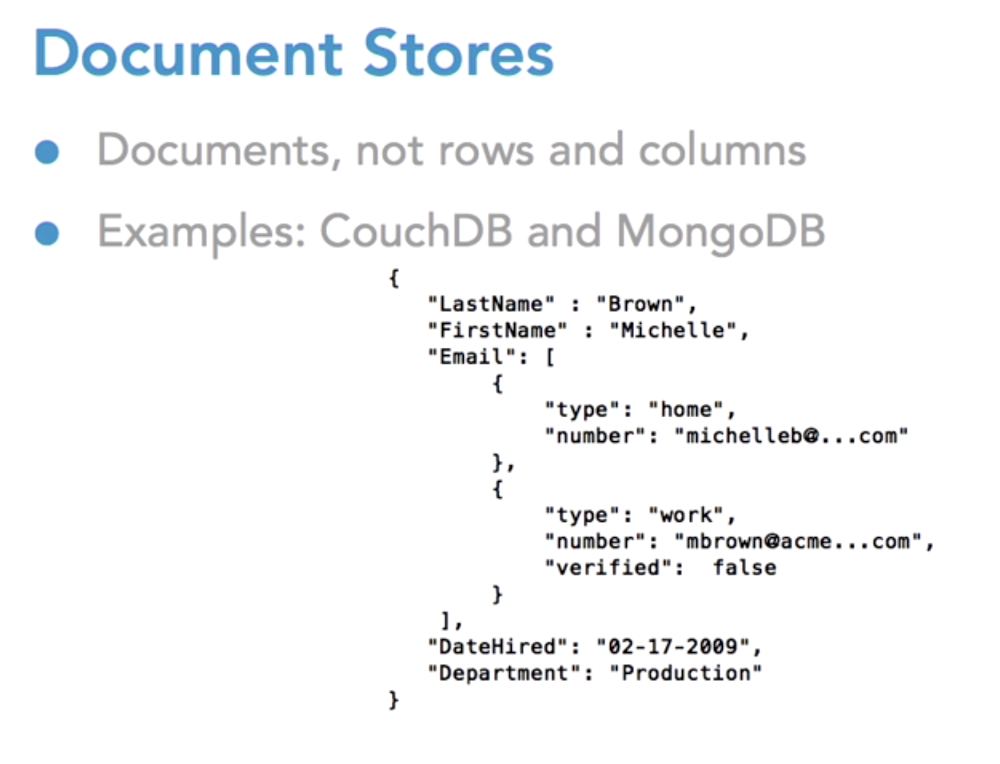 Document Stores
Documents, not rows and columns
Examples: CouchDB and MongoDB
{
"LastName" : "Brown",
"FirstName" : "Michelle",
"Email": [
{
"type": "home",
"number": "michelleb@...com"
},
{
"type": "work",
"number": "mbrown@acme...com",
"verified":  false
}
],
"DateHired": "02-17-2009",
"Department": "Production"
}